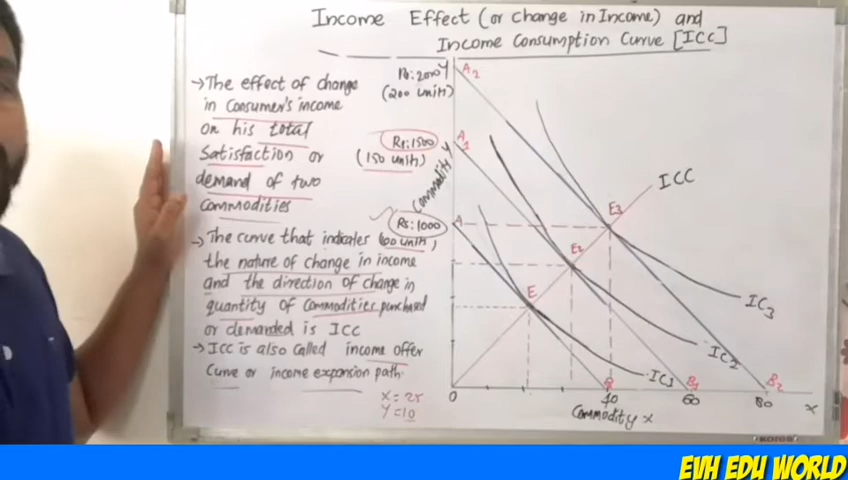 Income Effect (or change in Income) and
Income Consumption Curve [ICC]
→ The effect of change
in Consumer's income
on his total
Satisfaction or
demand of two
commodities
→ The curve that indicates
the nature of change in income
and the direction of change in
quantity of Commodities purchased
or demanded is ICC
→ ICC is also called income offer
Curve or income expansion path.
X = 25
Y = 10
Rs: 2000 Y
(200 units)
Rs: 1500
(150 units)
Rs: 1000
(100 units)
Commodity Y
A2
A1
A
E3
E2
E
ICC
IC3
IC2
IC1
B
B1
B2
0
40
60
80
X
Commodity X
EVH EDU WORLD